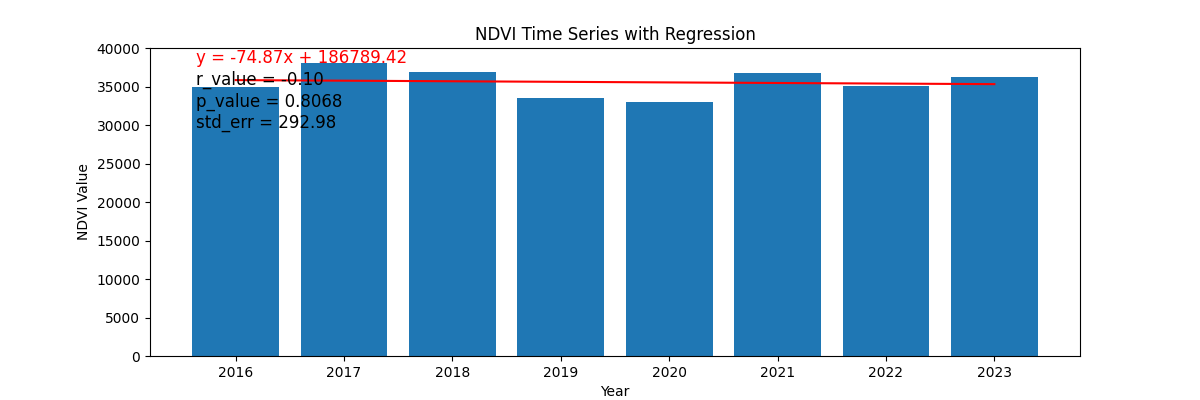 NDVI Time Series with Regression
y = -74.87x + 186789.42
r_value = -0.10
p_value = 0.8068
std_err = 292.98
40000
35000
30000
25000
20000
15000
10000
5000
0
NDVI Value
2016 2017 2018 2019 2020 2021 2022 2023
Year